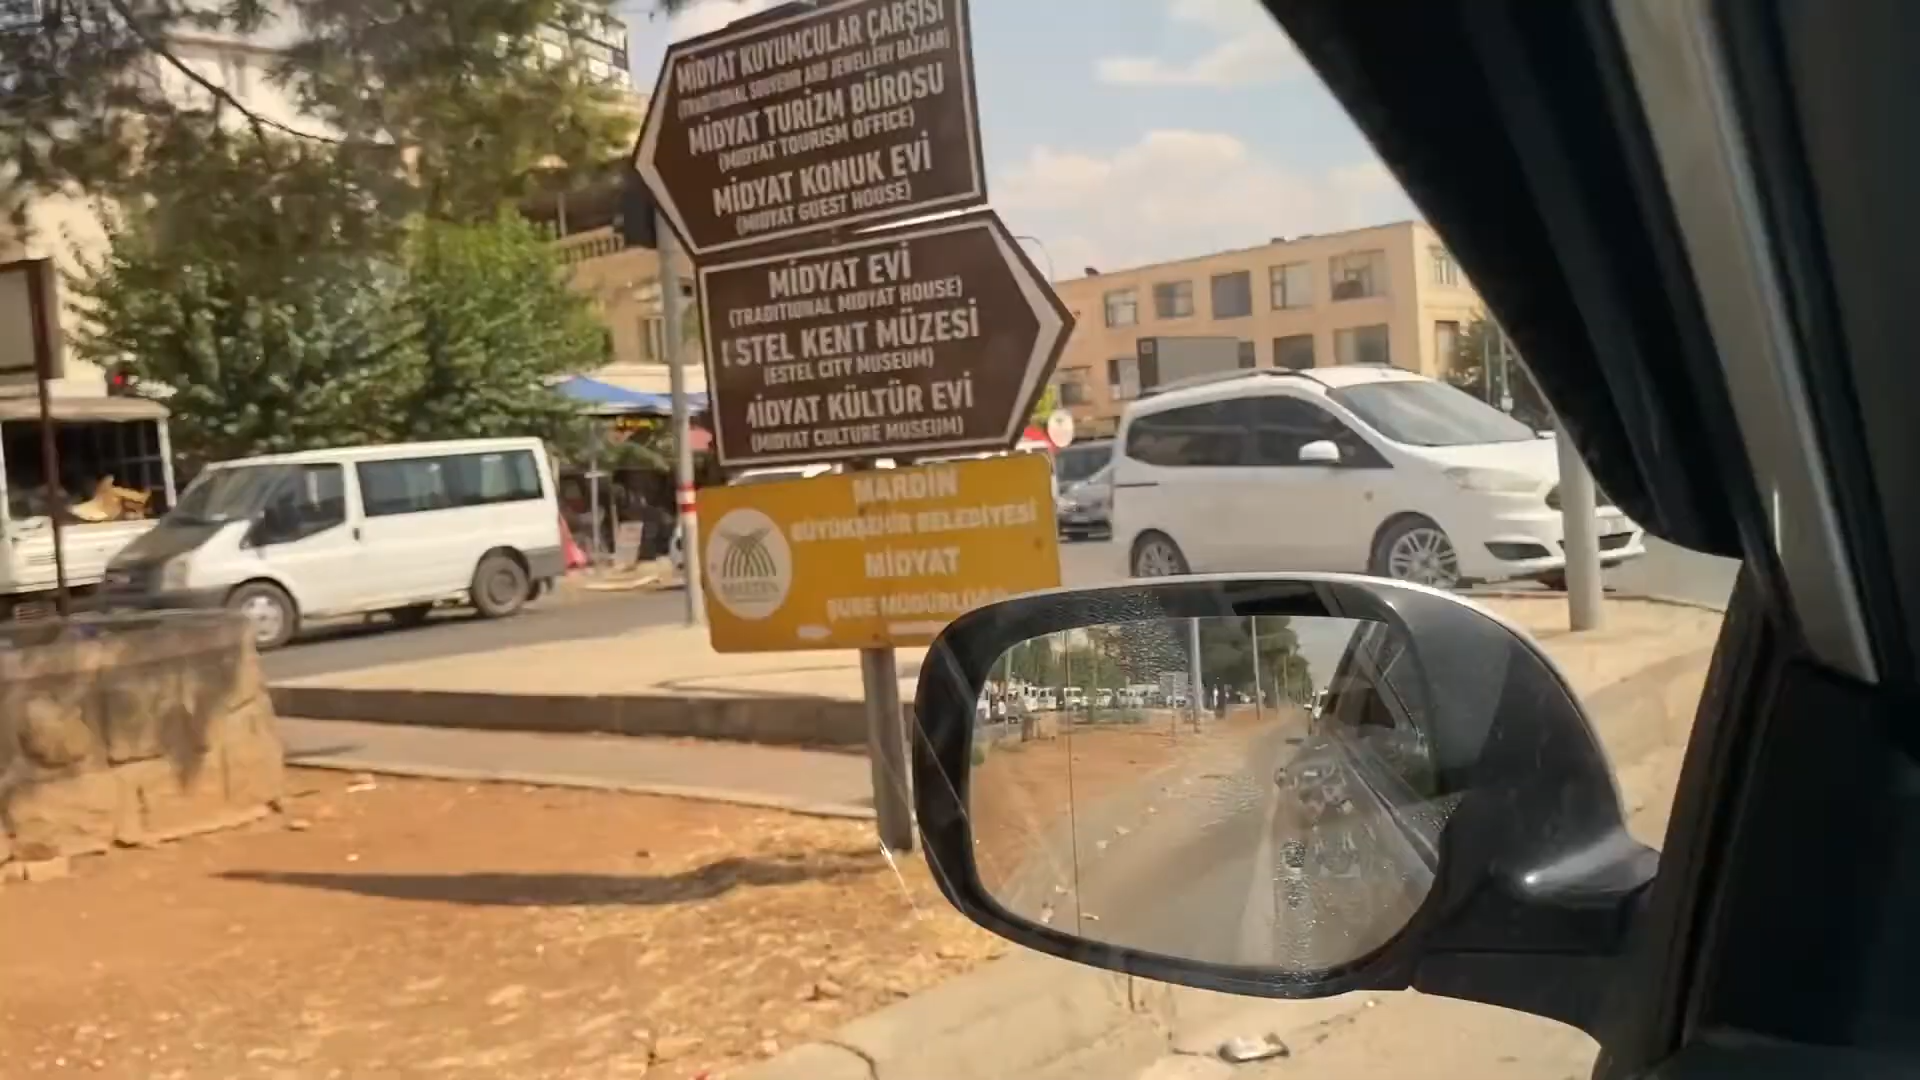 MİDYAT KUYUMCULAR ÇARŞISI
(TRADITIONAL SOUVENIR AND JEWELLERY BAZAAR)
MİDYAT TURİZM BÜROSU
(MIDYAT TOURISM OFFICE)
MİDYAT KONUK EVİ
(MIDYAT GUEST HOUSE)
MİDYAT EVİ
(TRADITIONAL MIDYAT HOUSE)
ESTEL KENT MÜZESİ
(ESTEL CITY MUSEUM)
MİDYAT KÜLTÜR EVİ
(MIDYAT CULTURE MUSEUM)
MARDİN
BÜYÜKŞEHİR BELEDİYESİ
MİDYAT
ŞUBE MÜDÜRLÜĞÜ